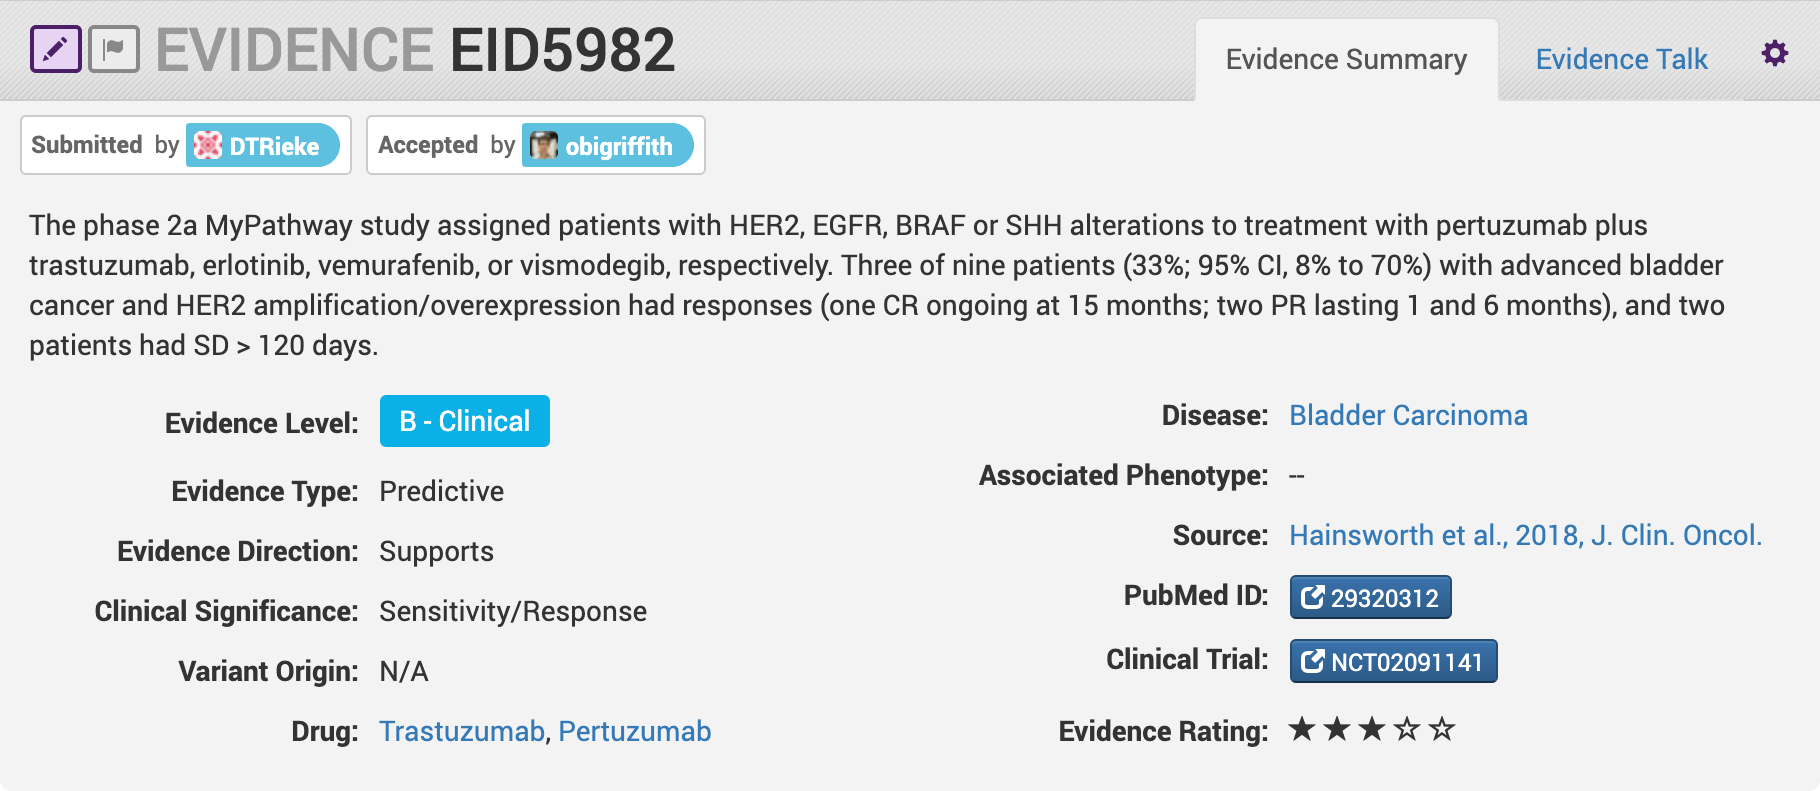 EVIDENCE EID5982
Evidence Summary
Evidence Talk
Submitted by DTRieke
Accepted by obigriffith
The phase 2a MyPathway study assigned patients with HER2, EGFR, BRAF or SHH alterations to treatment with pertuzumab plus
trastuzumab, erlotinib, vemurafenib, or vismodegib, respectively. Three of nine patients (33%; 95% CI, 8% to 70%) with advanced bladder
cancer and HER2 amplification/overexpression had responses (one CR ongoing at 15 months; two PR lasting 1 and 6 months), and two
patients had SD > 120 days.
Evidence Level: B - Clinical
Evidence Type: Predictive
Evidence Direction: Supports
Clinical Significance: Sensitivity/Response
Variant Origin: N/A
Drug: Trastuzumab, Pertuzumab
Disease: Bladder Carcinoma
Associated Phenotype: --
Source: Hainsworth et al., 2018, J. Clin. Oncol.
PubMed ID: 29320312
Clinical Trial: NCT02091141
Evidence Rating: ★★★☆☆